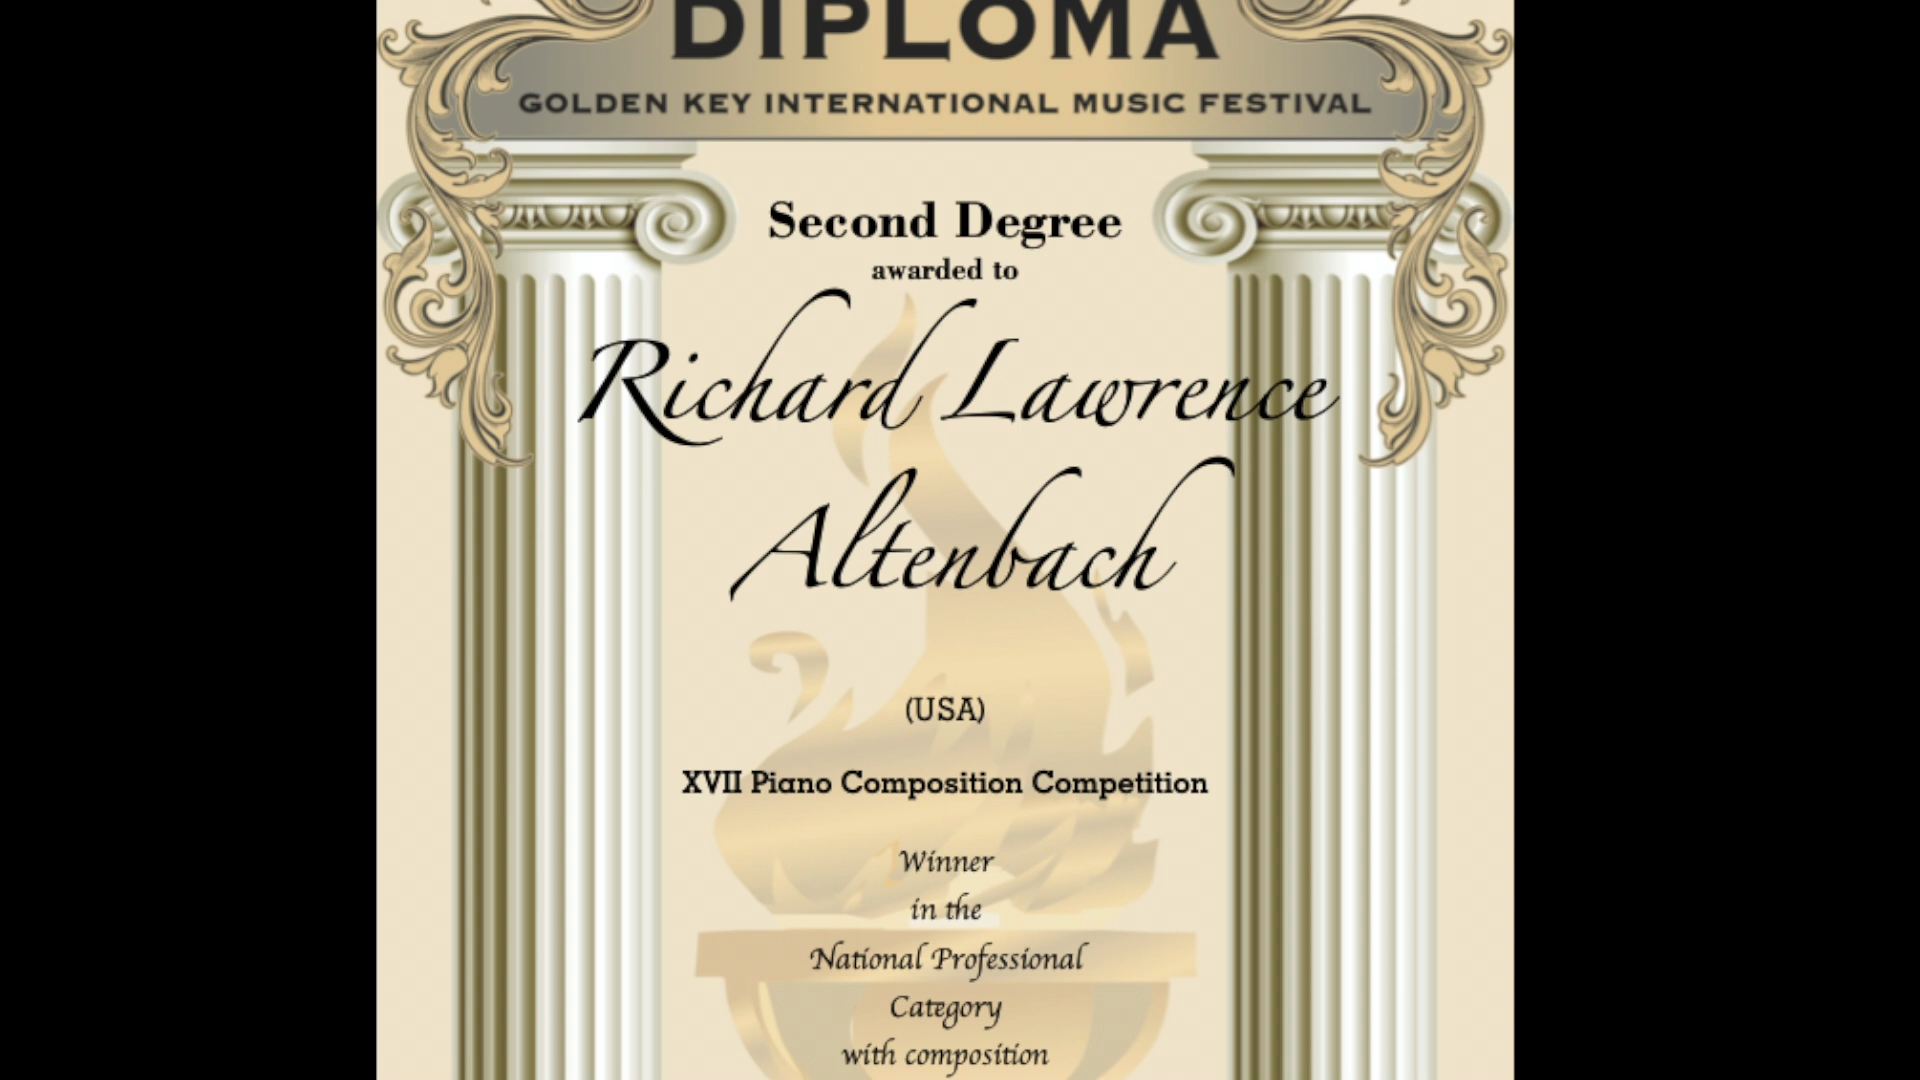 DIPLOMA
GOLDEN KEY INTERNATIONAL MUSIC FESTIVAL
Second Degree
awarded to
Richard Lawrence
Altenbach
(USA)
XVII Piano Composition Competition
Winner
in the
National Professional
Category
with composition